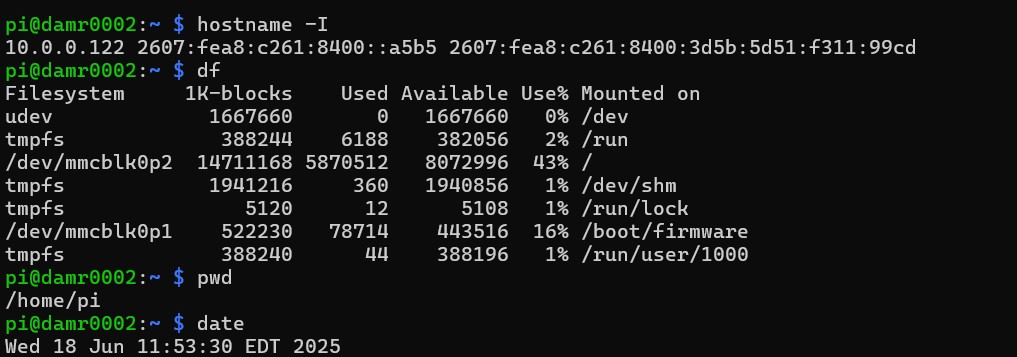 pi@damr0002:~ $ hostname -I
10.0.0.122 2607:fea8:c261:8400::a5b5 2607:fea8:c261:8400:3d5b:5d51:f311:99cd
pi@damr0002:~ $ df
Filesystem     1K-blocks    Used Available Use% Mounted on
udev             1667660       0   1667660   0% /dev
tmpfs             388244    6188    382056   2% /run
/dev/mmcblk0p2  14711168 5870512   8072996  43% /
tmpfs            1941216     360   1940856   1% /dev/shm
tmpfs               5120      12      5108   1% /run/lock
/dev/mmcblk0p1    522230   78714    443516  16% /boot/firmware
tmpfs             388240      44    388196   1% /run/user/1000
pi@damr0002:~ $ pwd
/home/pi
pi@damr0002:~ $ date
Wed 18 Jun 11:53:30 EDT 2025